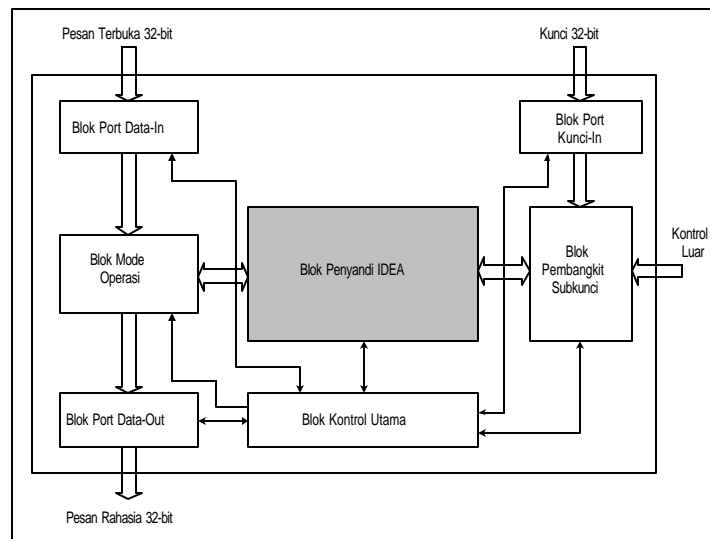 Pesan Terbuka 32-bit
Kunci 32-bit
Blok Port Data-In
Blok Port
Kunci-In
Blok Mode
Operasi
Blok Penyandi IDEA
Blok
Pembangkit
Subkunci
Kontrol
Luar
Blok Port Data-Out
Blok Kontrol Utama
Pesan Rahasia 32-bit